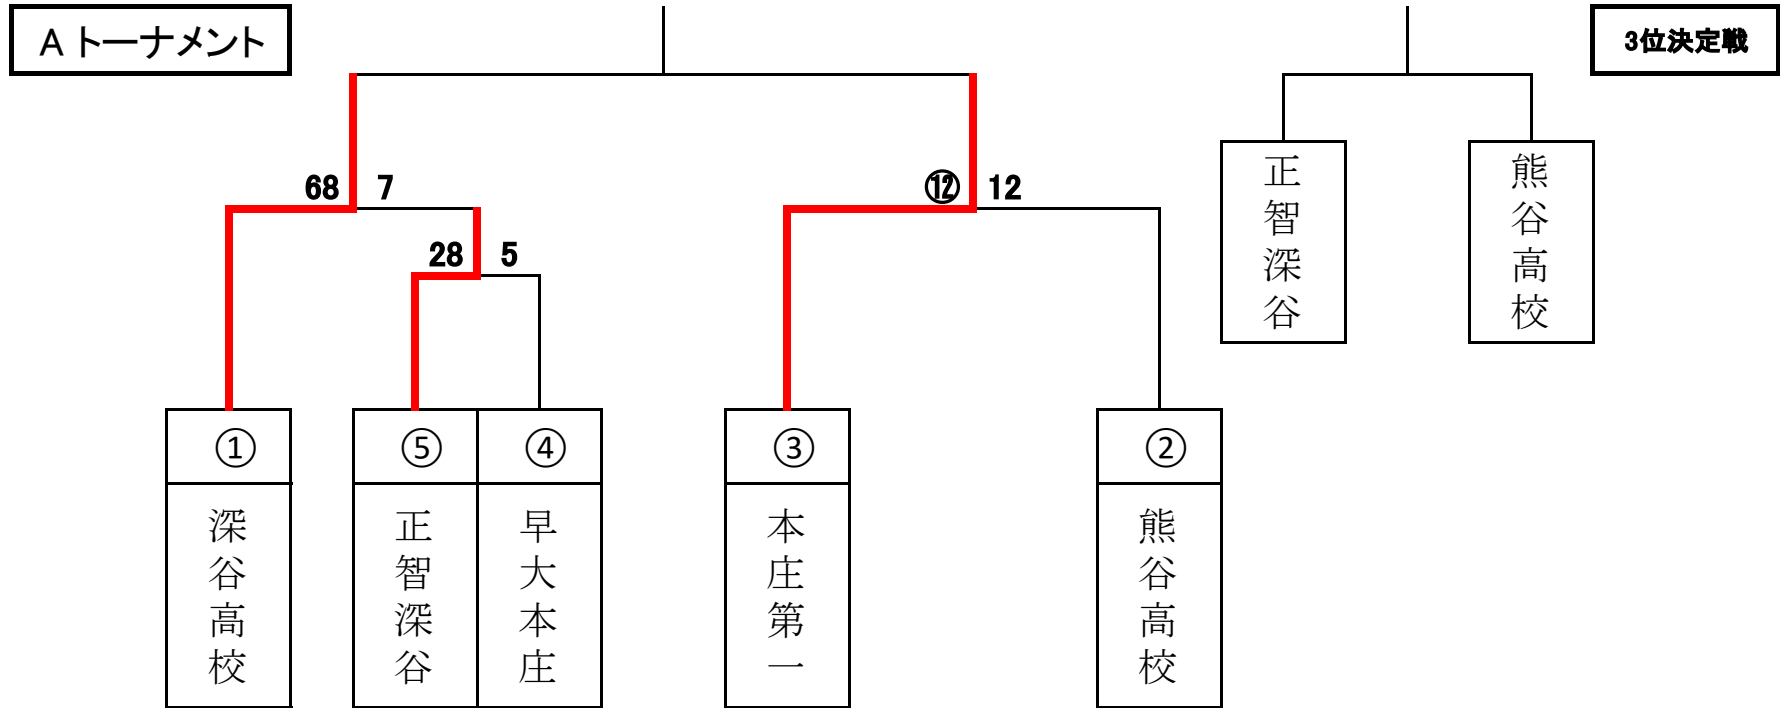 A トーナメント
3位決定戦
68 7
⑫ 12
28 5
正智深谷
熊谷高校
①
⑤
④
③
②
深谷高校
正智深谷
早大本庄
本庄第一
熊谷高校